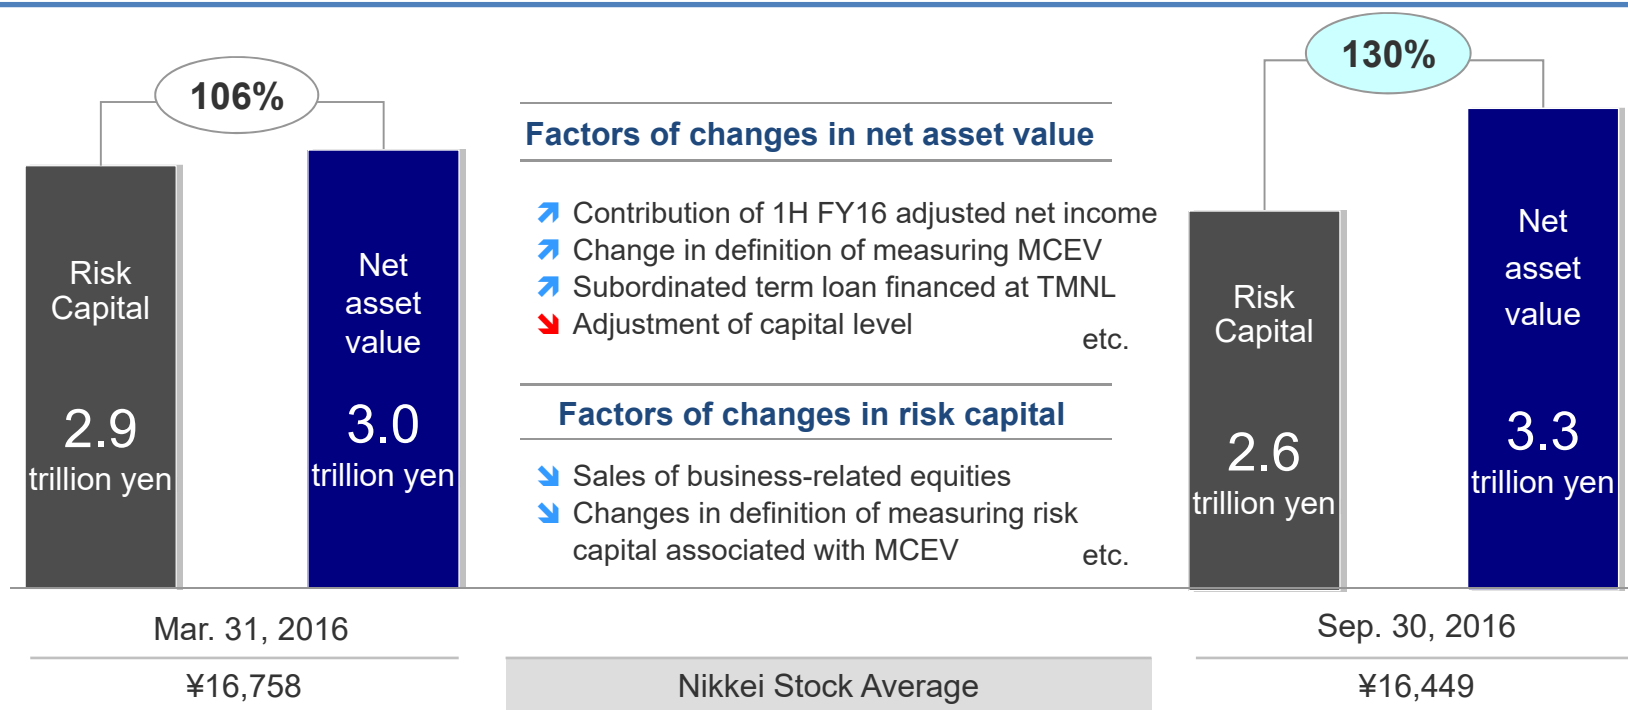 106%
Risk
Capital
2.9
trillion yen
Net
asset
value
3.0
trillion yen
Mar. 31, 2016
¥16,758
Factors of changes in net asset value
Contribution of 1H FY16 adjusted net income
Change in definition of measuring MCEV
Subordinated term loan financed at TMNL
Adjustment of capital level
etc.
Factors of changes in risk capital
Sales of business-related equities
Changes in definition of measuring risk
capital associated with MCEV
etc.
Nikkei Stock Average
130%
Risk
Capital
2.6
trillion yen
Net
asset
value
3.3
trillion yen
Sep. 30, 2016
¥16,449